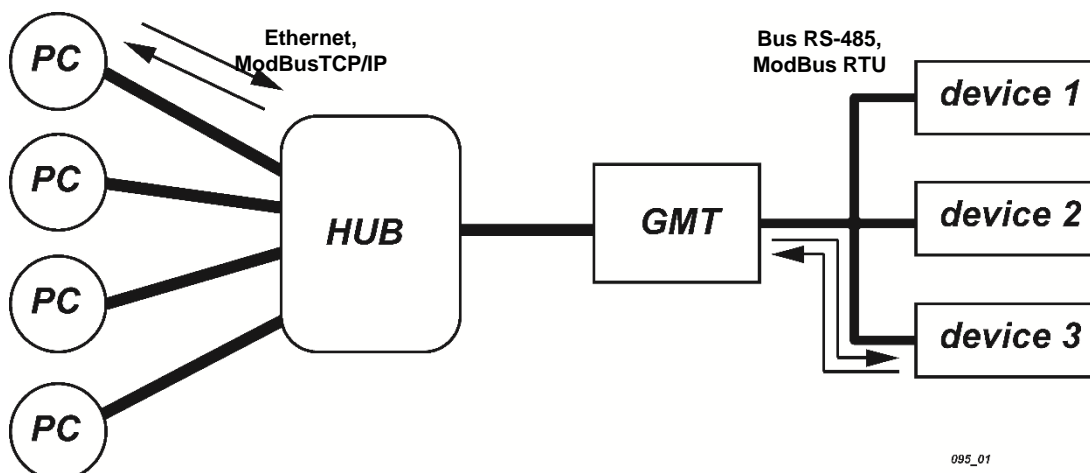 PC
Ethernet,
ModBusTCP/IP
PC
PC
PC
HUB
GMT
Bus RS-485,
ModBus RTU
device 1
device 2
device 3
095_01